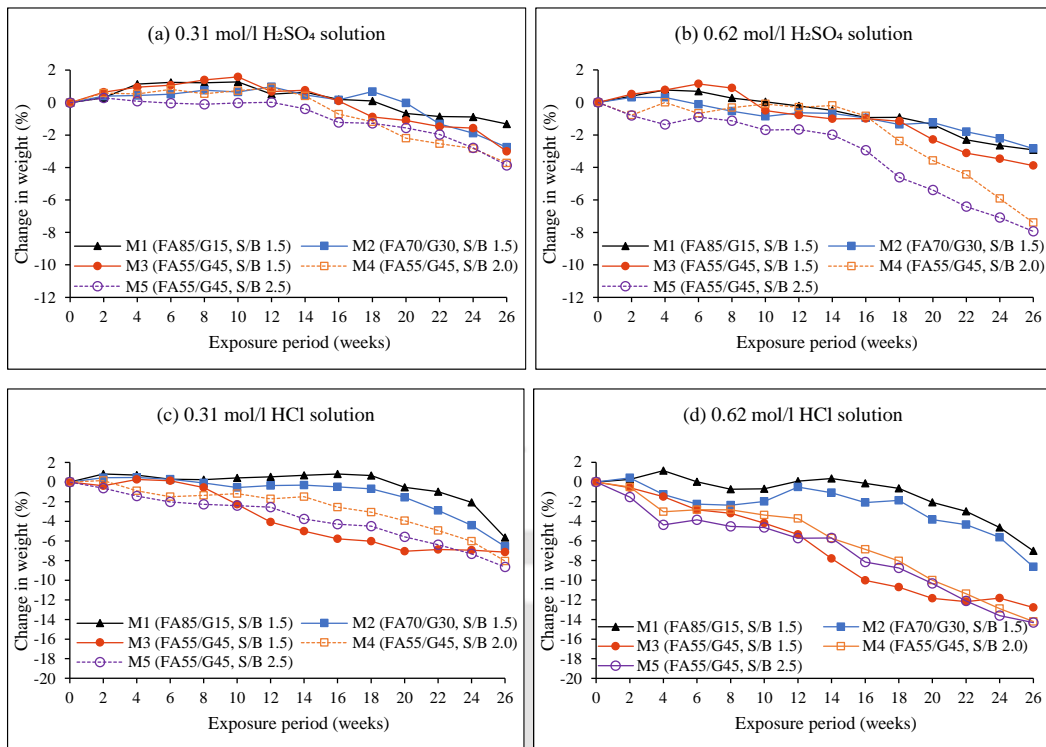 (a) 0.31 mol/l H₂SO₄ solution
Change in weight (%)
2
0
-2
-4
-6
-8
-10
-12
M1 (FA85/G15, S/B 1.5) M2 (FA70/G30, S/B 1.5)
M3 (FA55/G45, S/B 1.5) M4 (FA55/G45, S/B 2.0)
M5 (FA55/G45, S/B 2.5)
0 2 4 6 8 10 12 14 16 18 20 22 24 26
Exposure period (weeks)
(b) 0.62 mol/l H₂SO₄ solution
Change in weight (%)
2
0
-2
-4
-6
-8
-10
-12
M1 (FA85/G15, S/B 1.5) M2 (FA70/G30, S/B 1.5)
M3 (FA55/G45, S/B 1.5) M4 (FA55/G45, S/B 2.0)
M5 (FA55/G45, S/B 2.5)
0 2 4 6 8 10 12 14 16 18 20 22 24 26
Exposure period (weeks)
(c) 0.31 mol/l HCl solution
Change in weight (%)
2
0
-2
-4
-6
-8
-10
-12
-14
-16
-18
-20
M1 (FA85/G15, S/B 1.5) M2 (FA70/G30, S/B 1.5)
M3 (FA55/G45, S/B 1.5) M4 (FA55/G45, S/B 2.0)
M5 (FA55/G45, S/B 2.5)
0 2 4 6 8 10 12 14 16 18 20 22 24 26
Exposure period (weeks)
(d) 0.62 mol/l HCl solution
Change in weight (%)
2
0
-2
-4
-6
-8
-10
-12
-14
-16
-18
-20
M1 (FA85/G15, S/B 1.5) M2 (FA70/G30, S/B 1.5)
M3 (FA55/G45, S/B 1.5) M4 (FA55/G45, S/B 2.0)
M5 (FA55/G45, S/B 2.5)
0 2 4 6 8 10 12 14 16 18 20 22 24 26
Exposure period (weeks)